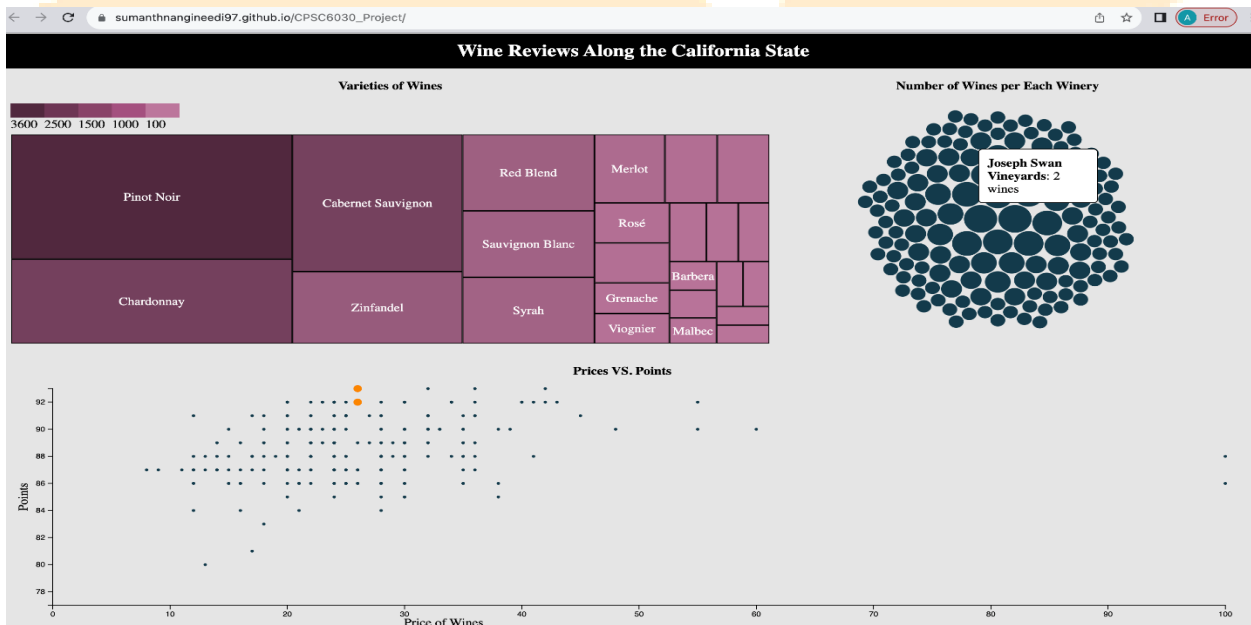 sumanthnangineedi97.github.io/CPSC6030_Project/
A
Error
Wine Reviews Along the California State
Varieties of Wines
3600 2500 1500 1000 100
Pinot Noir
Chardonnay
Cabernet Sauvignon
Zinfandel
Red Blend
Sauvignon Blanc
Syrah
Merlot
Rosé
Grenache
Viognier
Barbera
Malbec
Number of Wines per Each Winery
Joseph Swan
Vineyards: 2
wines
Prices VS. Points
Points
92
90
88
86
84
82
80
78
0 10 20 30 40 50 60 70 80 90 100
Price of Wines